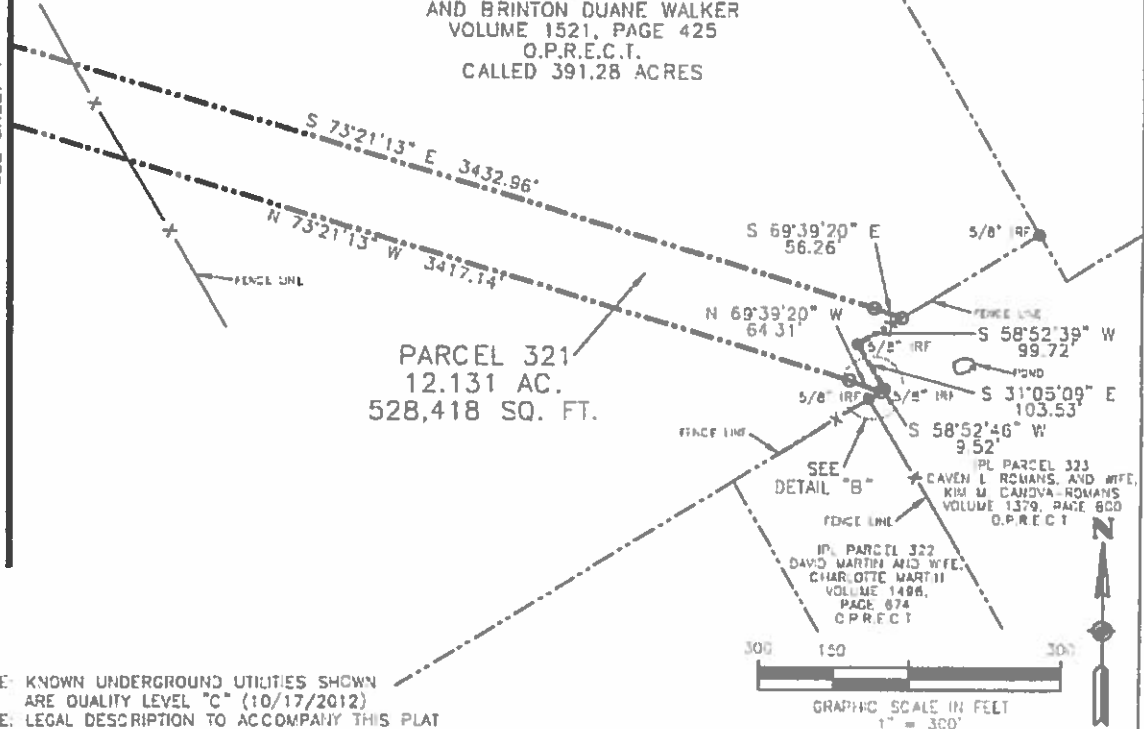 AND BRINTON DUANE WALKER
VOLUME 1521, PAGE 425
O.P.R.E.C.T.
CALLED 391.28 ACRES
S 73°21'13" E 3432.96'
N 73°21'13" W 3417.14'
FENCE LINE
S 69°39'20" E
56.26'
5/8" IRF
FENCE LINE
N 69°39'20" W
64.31'
S 58°52'39" W
99.72'
5/8" IRF
POND
PARCEL 321
12.131 AC.
528,418 SQ. FT.
5/8" IRF
5/8" IRF
S 31°05'09" E
103.53'
S 58°52'46" W
9.52'
FENCE LINE
SEE
DETAIL "B"
IPL PARCEL 323
CAVEN L ROMANS, AND WIFE,
KIM M. CANOVA-ROMANS
VOLUME 1379, PAGE 600
O.P.R.E.C.T
FENCE LINE
IPL PARCEL 322
DAVID MARTIN AND WIFE,
CHARLOTTE MARTIN
VOLUME 1496,
PAGE 674
O.P.R.E.C.T
N
300 150 300
GRAPHIC SCALE IN FEET
1" = 300'
E: KNOWN UNDERGROUND UTILITIES SHOWN
ARE QUALITY LEVEL "C" (10/17/2012)
E: LEGAL DESCRIPTION TO ACCOMPANY THIS PLAT